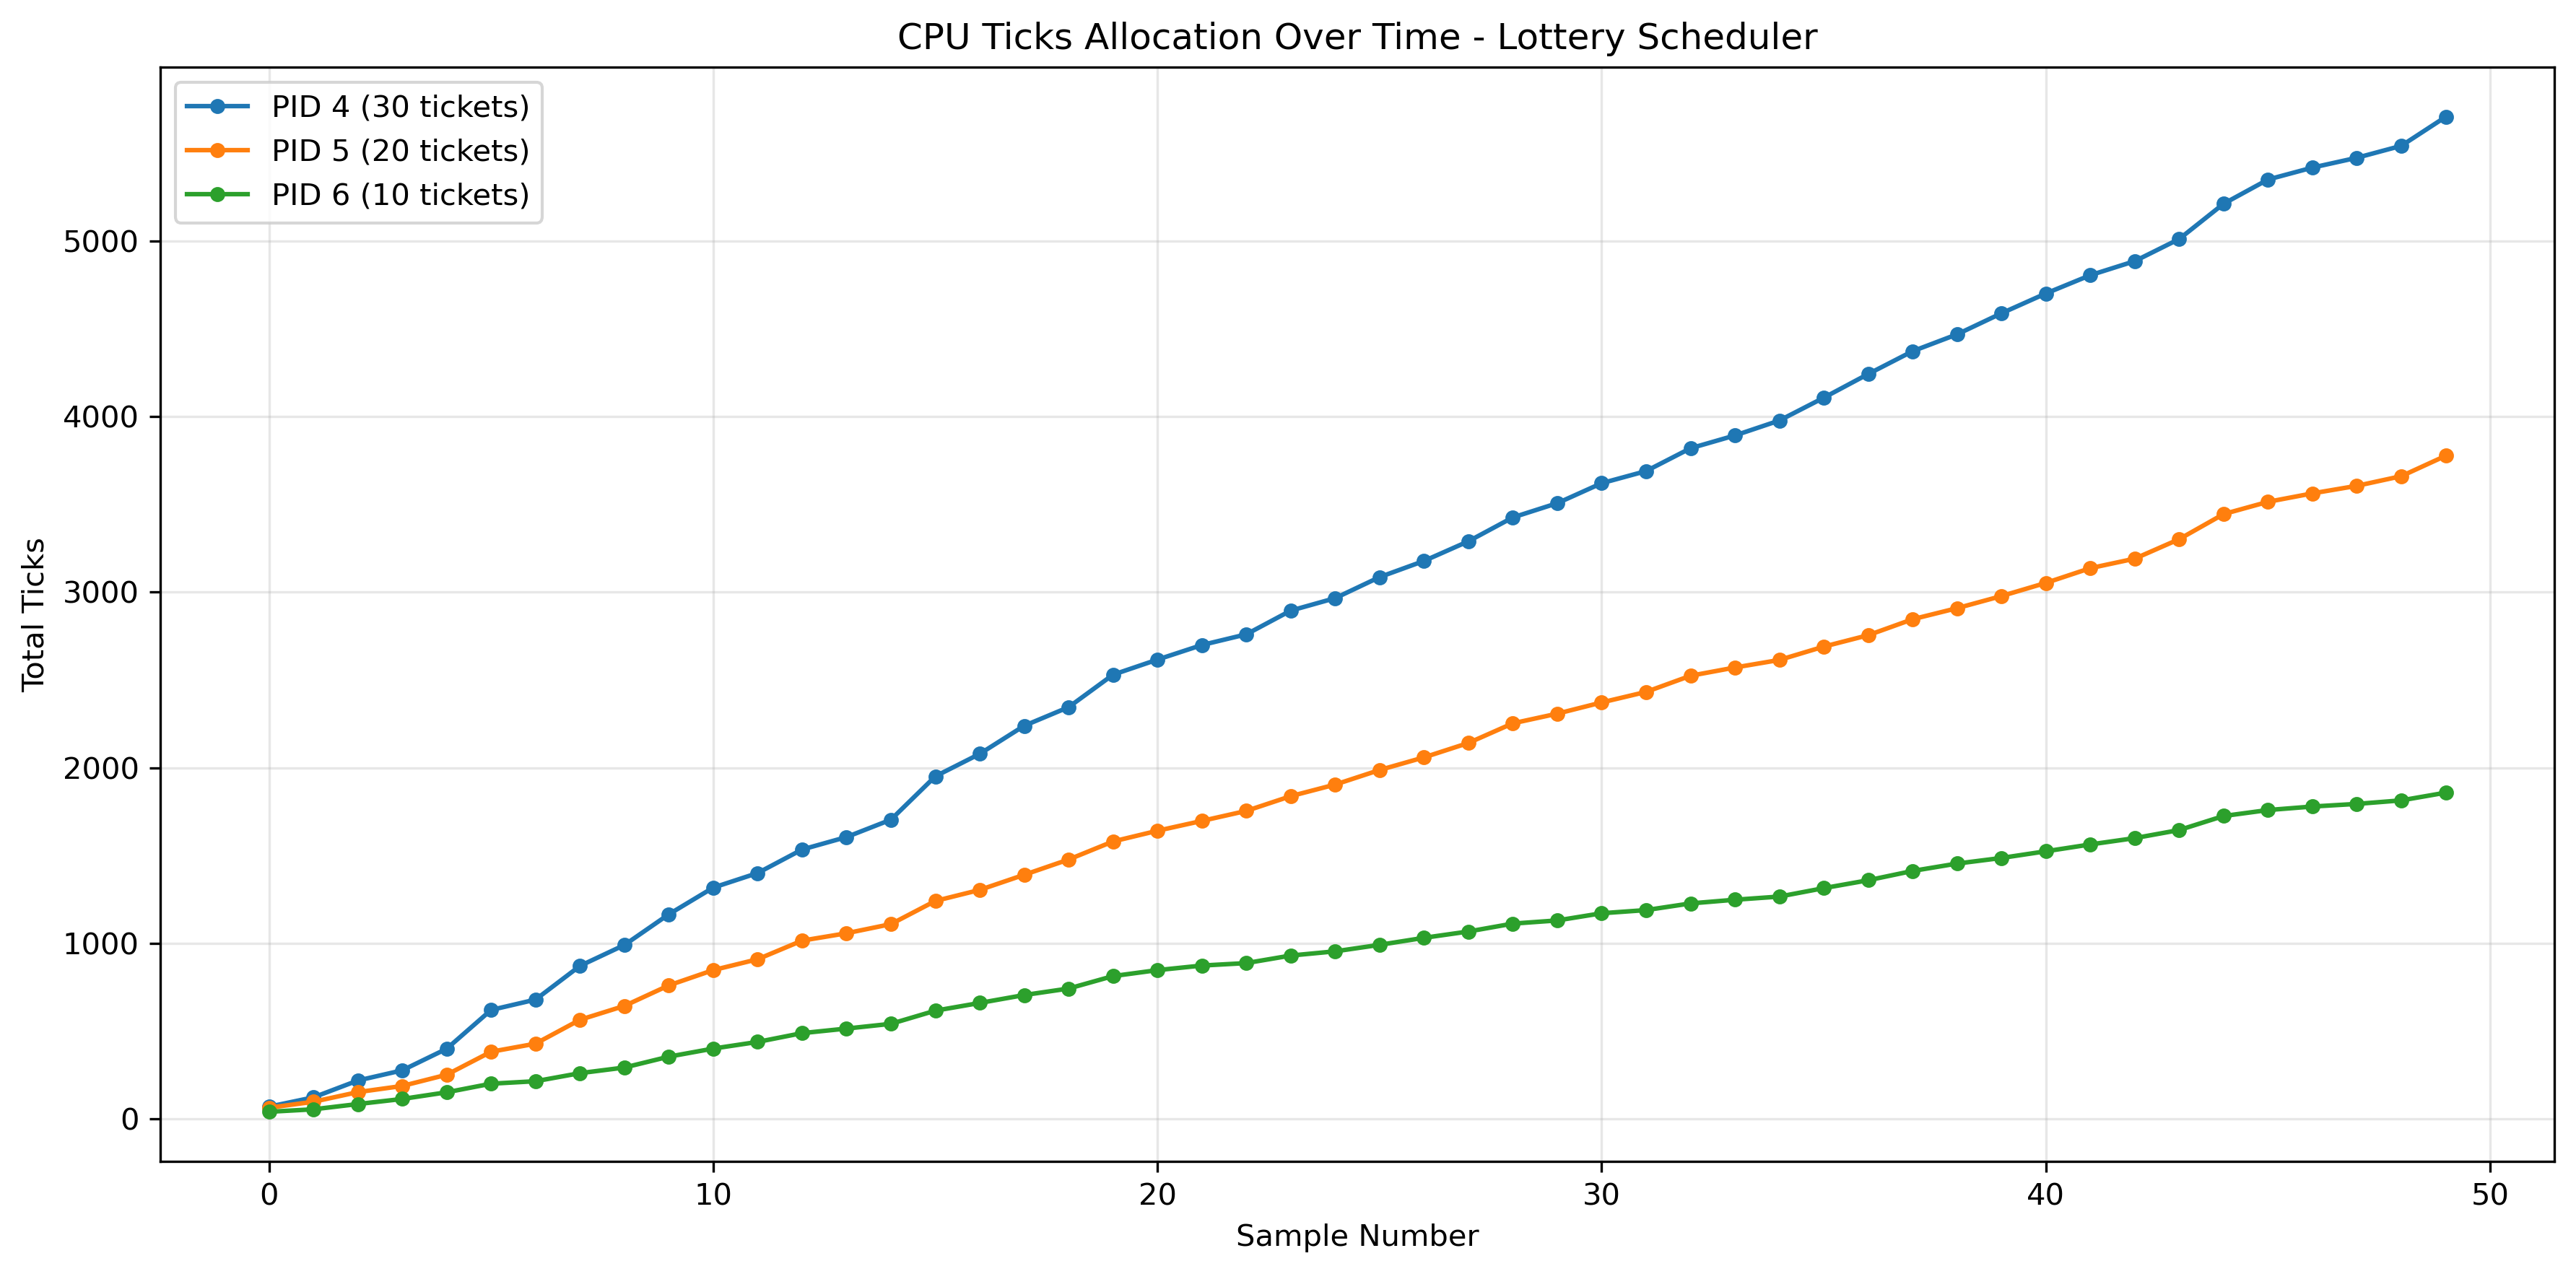 CPU Ticks Allocation Over Time - Lottery Scheduler
PID 4 (30 tickets)
PID 5 (20 tickets)
PID 6 (10 tickets)
Total Ticks
5000
4000
3000
2000
1000
0
0 10 20 30 40 50
Sample Number